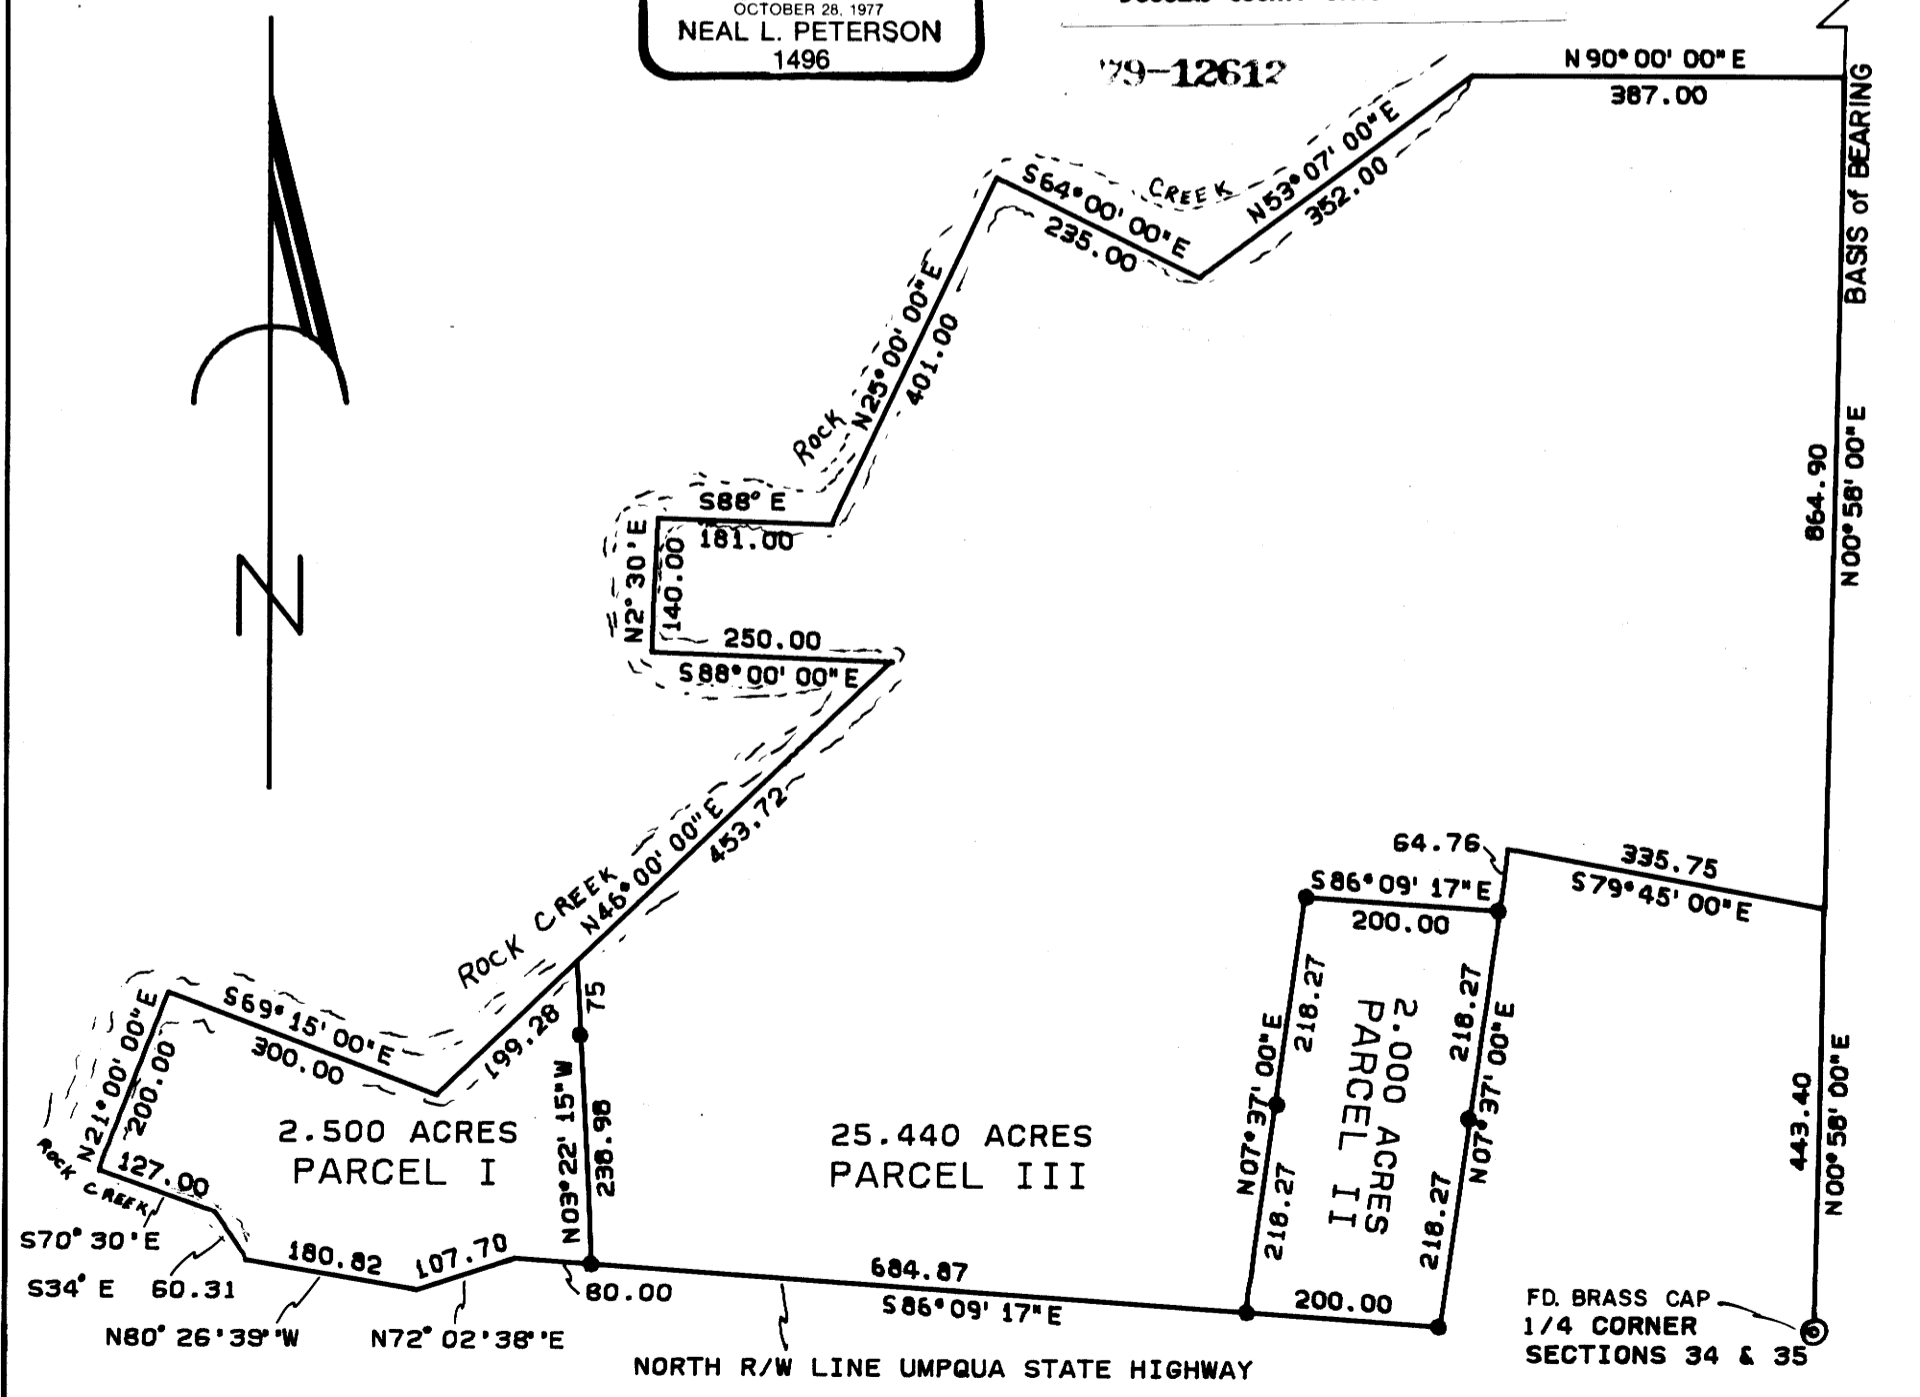 OCTOBER 28, 1977
NEAL L. PETERSON
1496
'79-12612
N 90° 00' 00" E
387.00
BASIS of BEARING
N53°07' 00"E
352.00
CREEK
S64°00' 00"E
235.00
N25°00' 00"E
401.00
ROCK
864.90
N00°58' 00"E
S88° E
181.00
N2° 30' E
140.00
250.00
S88°00' 00"E
N46°00' 00"E
453.72
ROCK CREEK
64.76
335.75
S79°45' 00"E
S86°09' 17"E
200.00
218.27
218.27
N07°37' 00"E
N07°37' 00"E
218.27
218.27
2.000 ACRES
PARCEL II
S69°15' 00"E
300.00
199.28
75
N03°22' 15"W
238.98
N21°00' 00"E
200.00
ROCK CREEK
127.00
2.500 ACRES
PARCEL I
25.440 ACRES
PARCEL III
443.40
N00°58' 00"E
S70° 30' E
S34° E 60.31
180.82
N80° 26' 39"W
107.70
N72° 02' 38"E
80.00
684.87
S86°09' 17"E
200.00
NORTH R/W LINE UMPQUA STATE HIGHWAY
FD. BRASS CAP
1/4 CORNER
SECTIONS 34 & 35
N